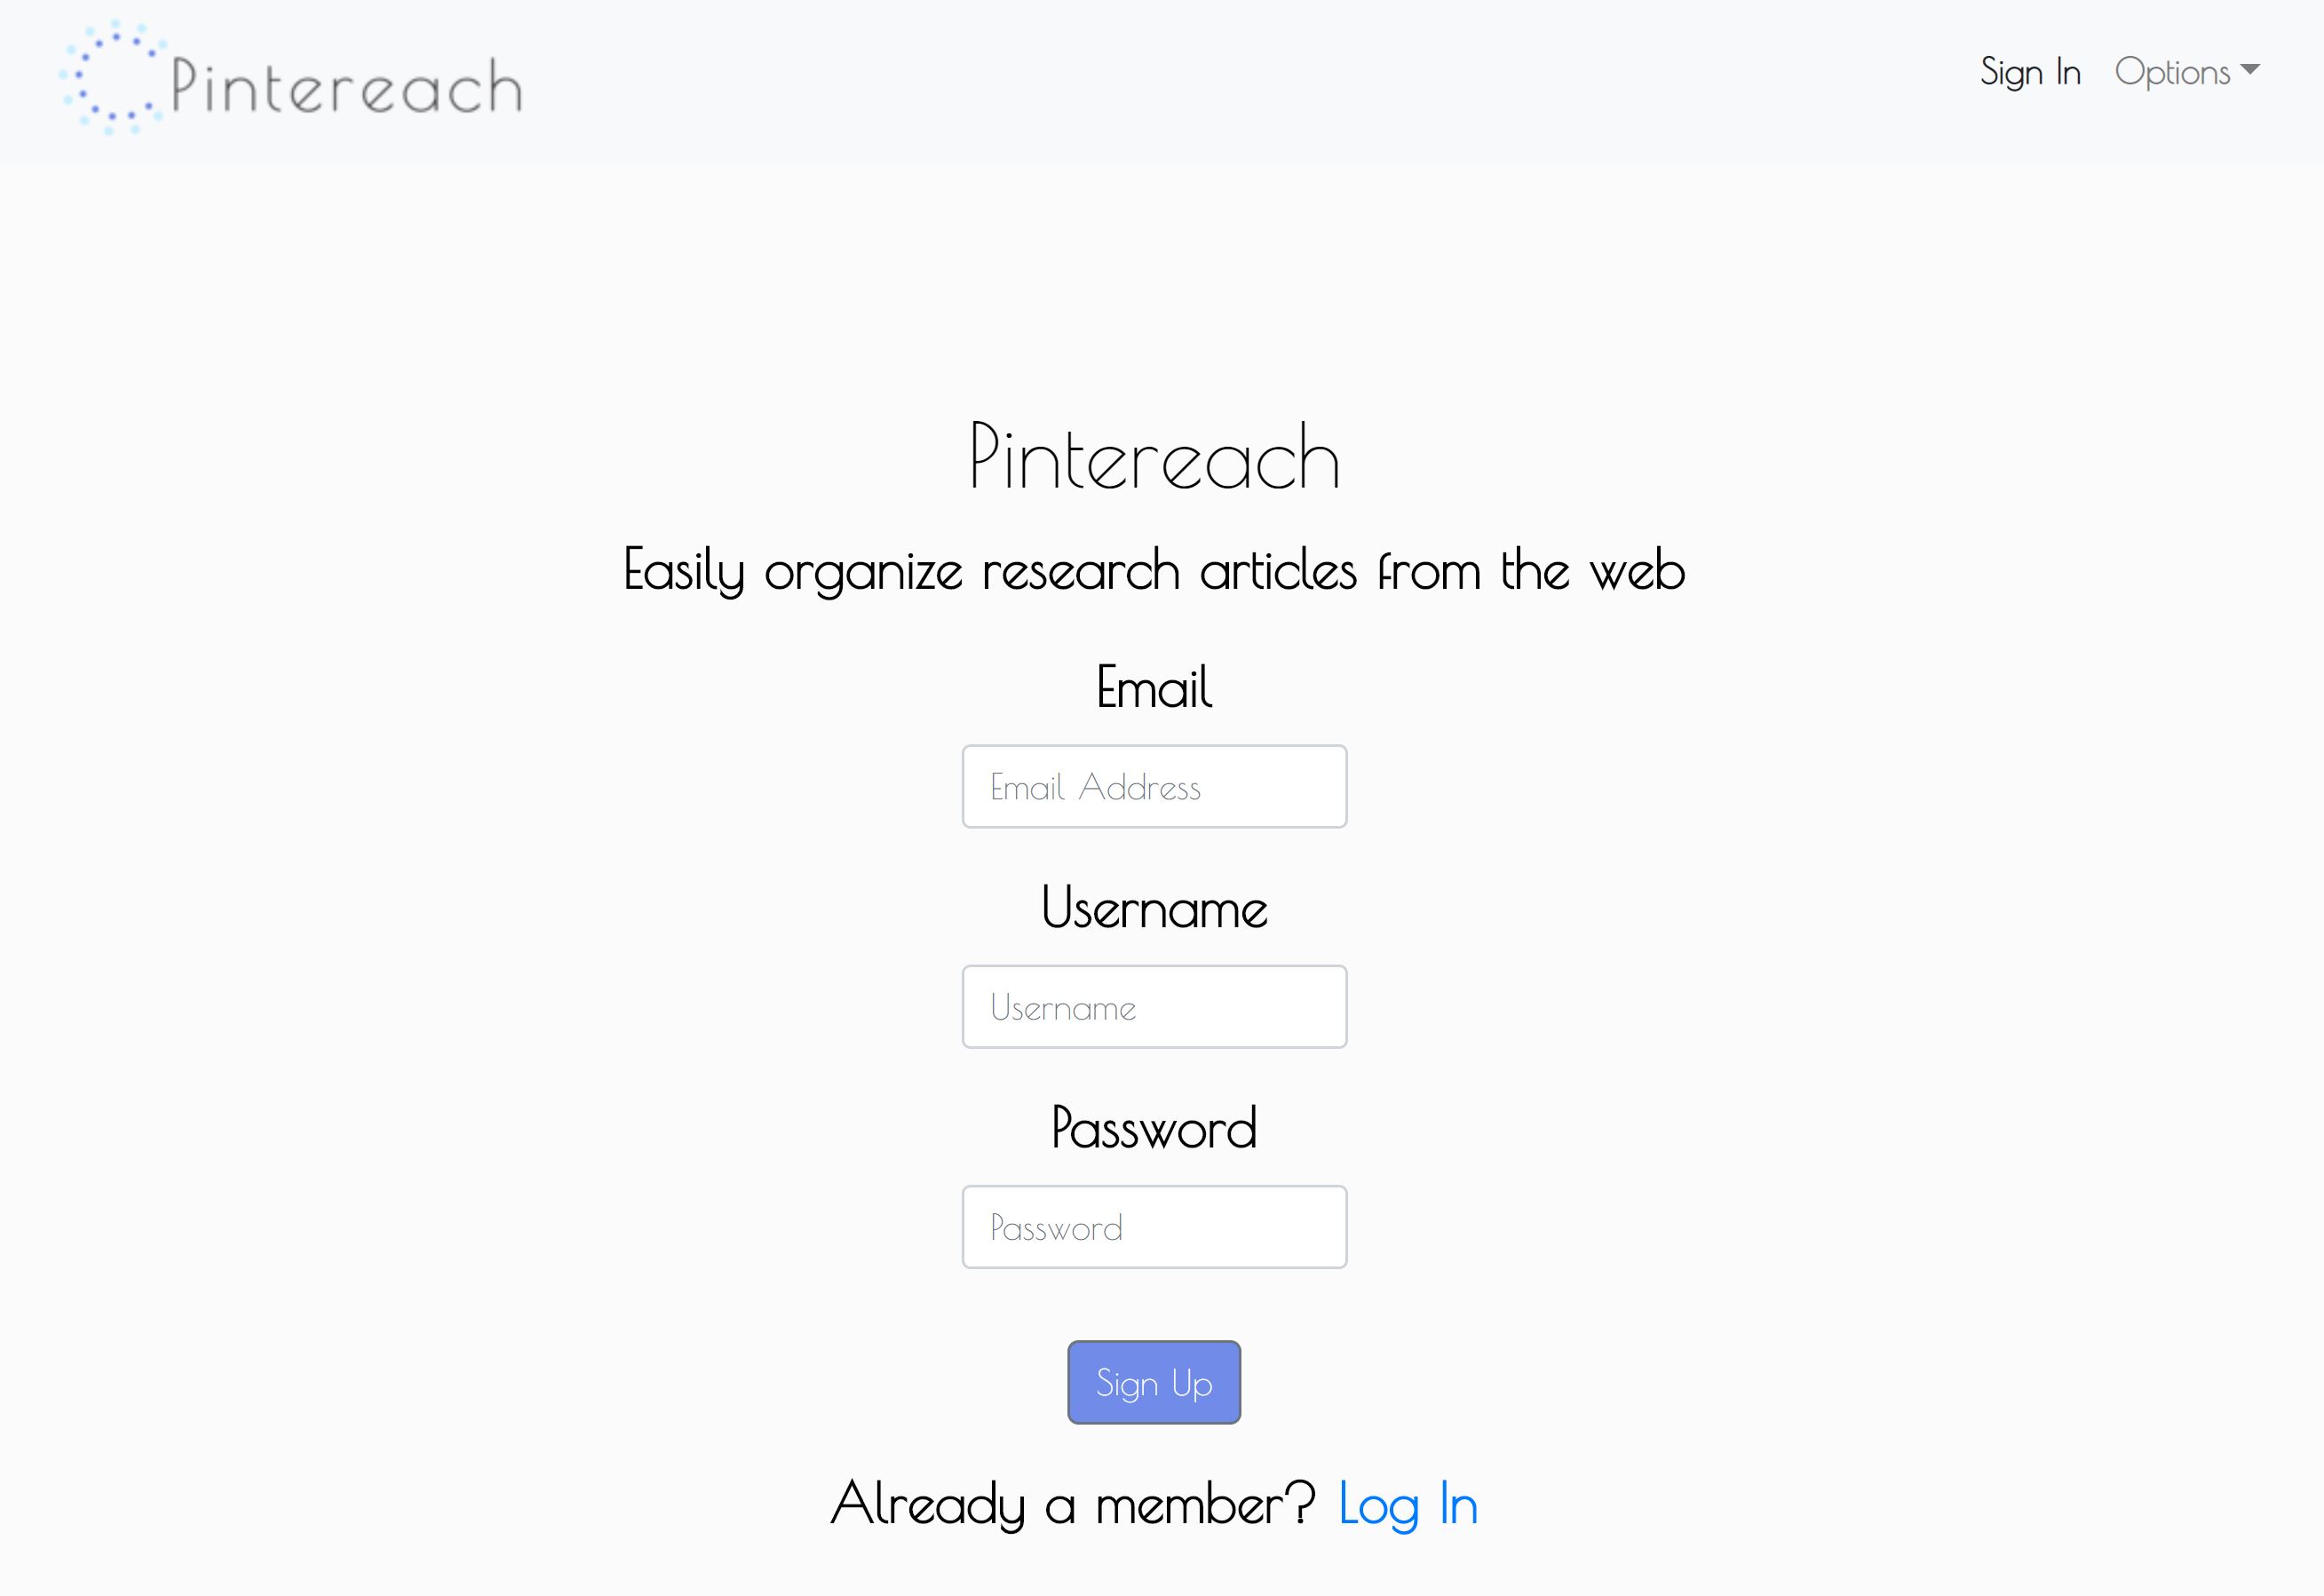 Pintereach
Sign In Options
Pintereach
Easily organize research articles from the web
Email
Email Address
Username
Username
Password
Password
Sign Up
Already a member? Log In